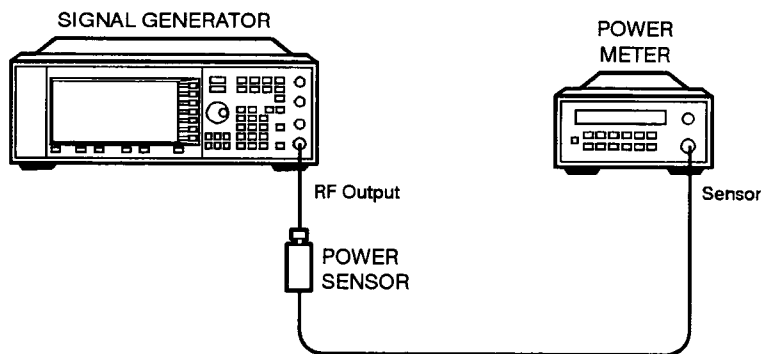 SIGNAL GENERATOR
POWER
METER
RF Output
Sensor
POWER
SENSOR